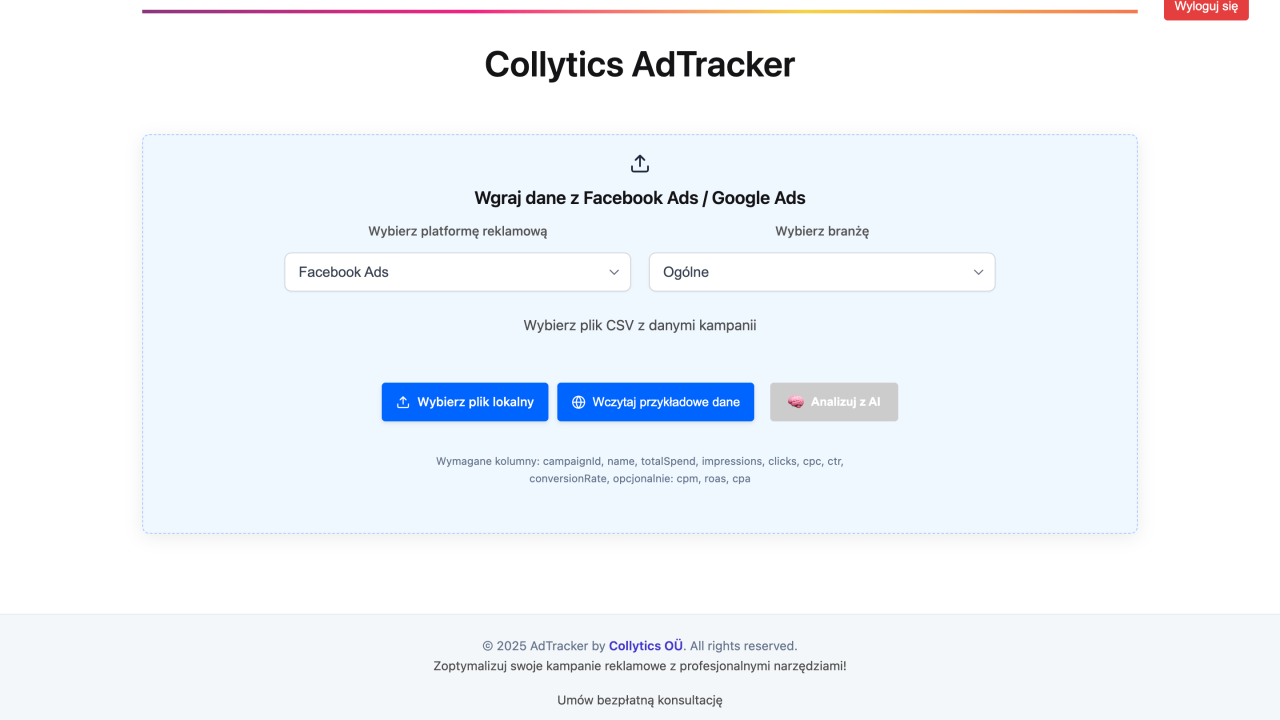 Wyloguj się
Collytics AdTracker
Wgraj dane z Facebook Ads / Google Ads
Wybierz platformę reklamową
Wybierz branżę
Facebook Ads
Ogólne
Wybierz plik CSV z danymi kampanii
Wybierz plik lokalny
Wczytaj przykładowe dane
Analizuj z AI
Wymagane kolumny: campaignId, name, totalSpend, impressions, clicks, cpc, ctr,
conversionRate, opcjonalnie: cpm, roas, cpa
© 2025 AdTracker by Collytics OÜ. All rights reserved.
Zoptymalizuj swoje kampanie reklamowe z profesjonalnymi narzędziami!
Umów bezpłatną konsultację